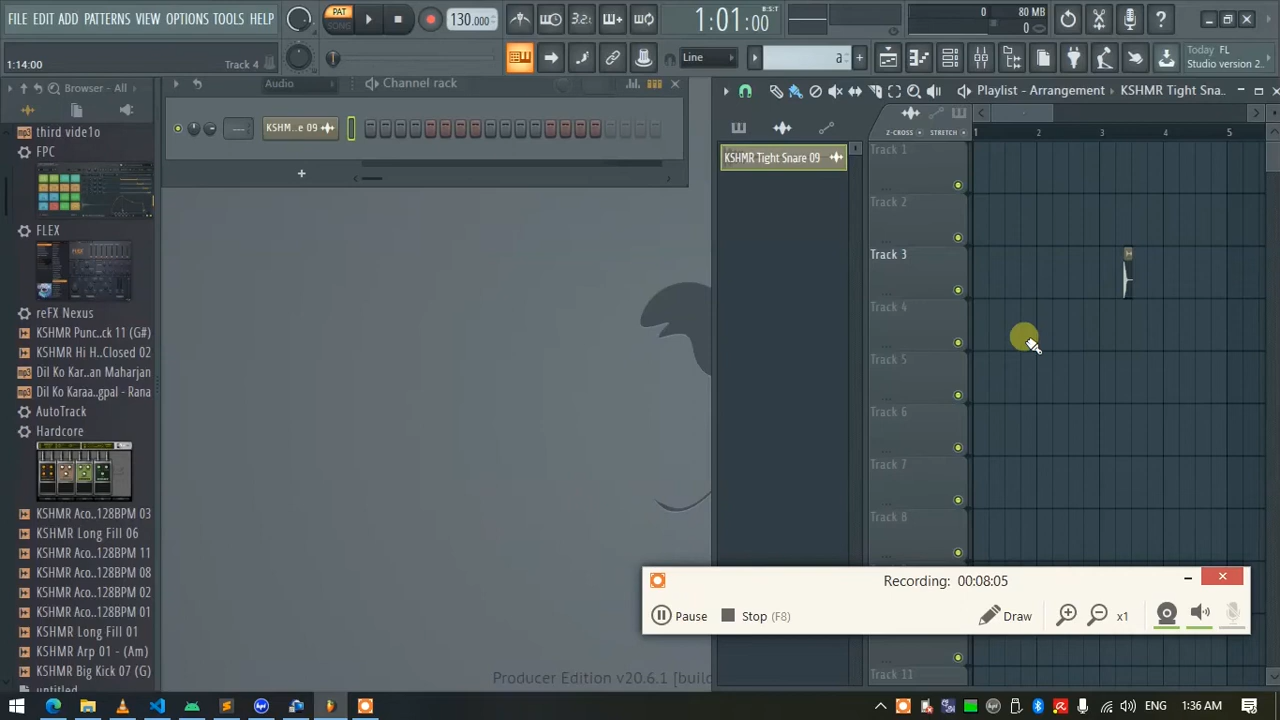 FILE EDIT ADD PATTERNS VIEW OPTIONS TOOLS HELP
PAT
SONG
130.000
1:01:00
B:S:T
0
80 MB
0
1:14:00
Track 4
Line
a
Today FL
Studio version 2..
Browser - All
Audio
Channel rack
Playlist - Arrangement
KSHMR Tight Snra..
third vide1o
FPC
FLEX
reFX Nexus
KSHMR Punc...ck 11 (G#)
KSHMR Hi H...Closed 02
Dil Ko Kar...an Maharjan
Dil Ko Karaa..gpal - Rana
AutoTrack
Hardcore
KSHMR Aco..128BPM 03
KSHMR Long Fill 06
KSHMR Aco..128BPM 11
KSHMR Aco..128BPM 08
KSHMR Aco..128BPM 02
KSHMR Aco..128BPM 01
KSHMR Long Fill 01
KSHMR Arp 01 - (Am)
KSHMR Big Kick 07 (G)
untitled
KSHM...e 09
KSHMR Tight Snare 09
Z-CROSS
STRETCH
1
2
3
4
5
Track 1
Track 2
Track 3
Track 4
Track 5
Track 6
Track 7
Track 8
Track 11
Producer Edition v20.6.1 [build
Recording: 00:08:05
Pause
Stop (F8)
Draw
x1
ENG
1:36 AM